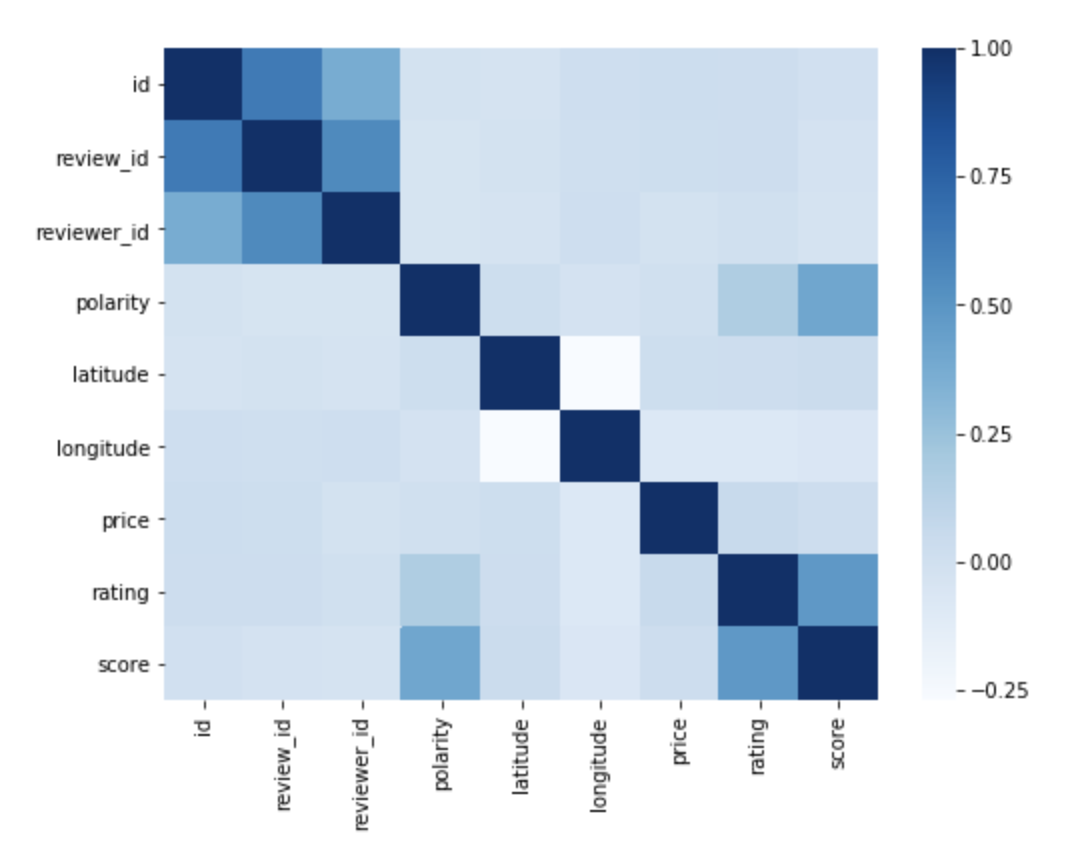 id
review_id
reviewer_id
polarity
latitude
longitude
price
rating
score
id
review_id
reviewer_id
polarity
latitude
longitude
price
rating
score
1.00
0.75
0.50
0.25
0.00
−0.25